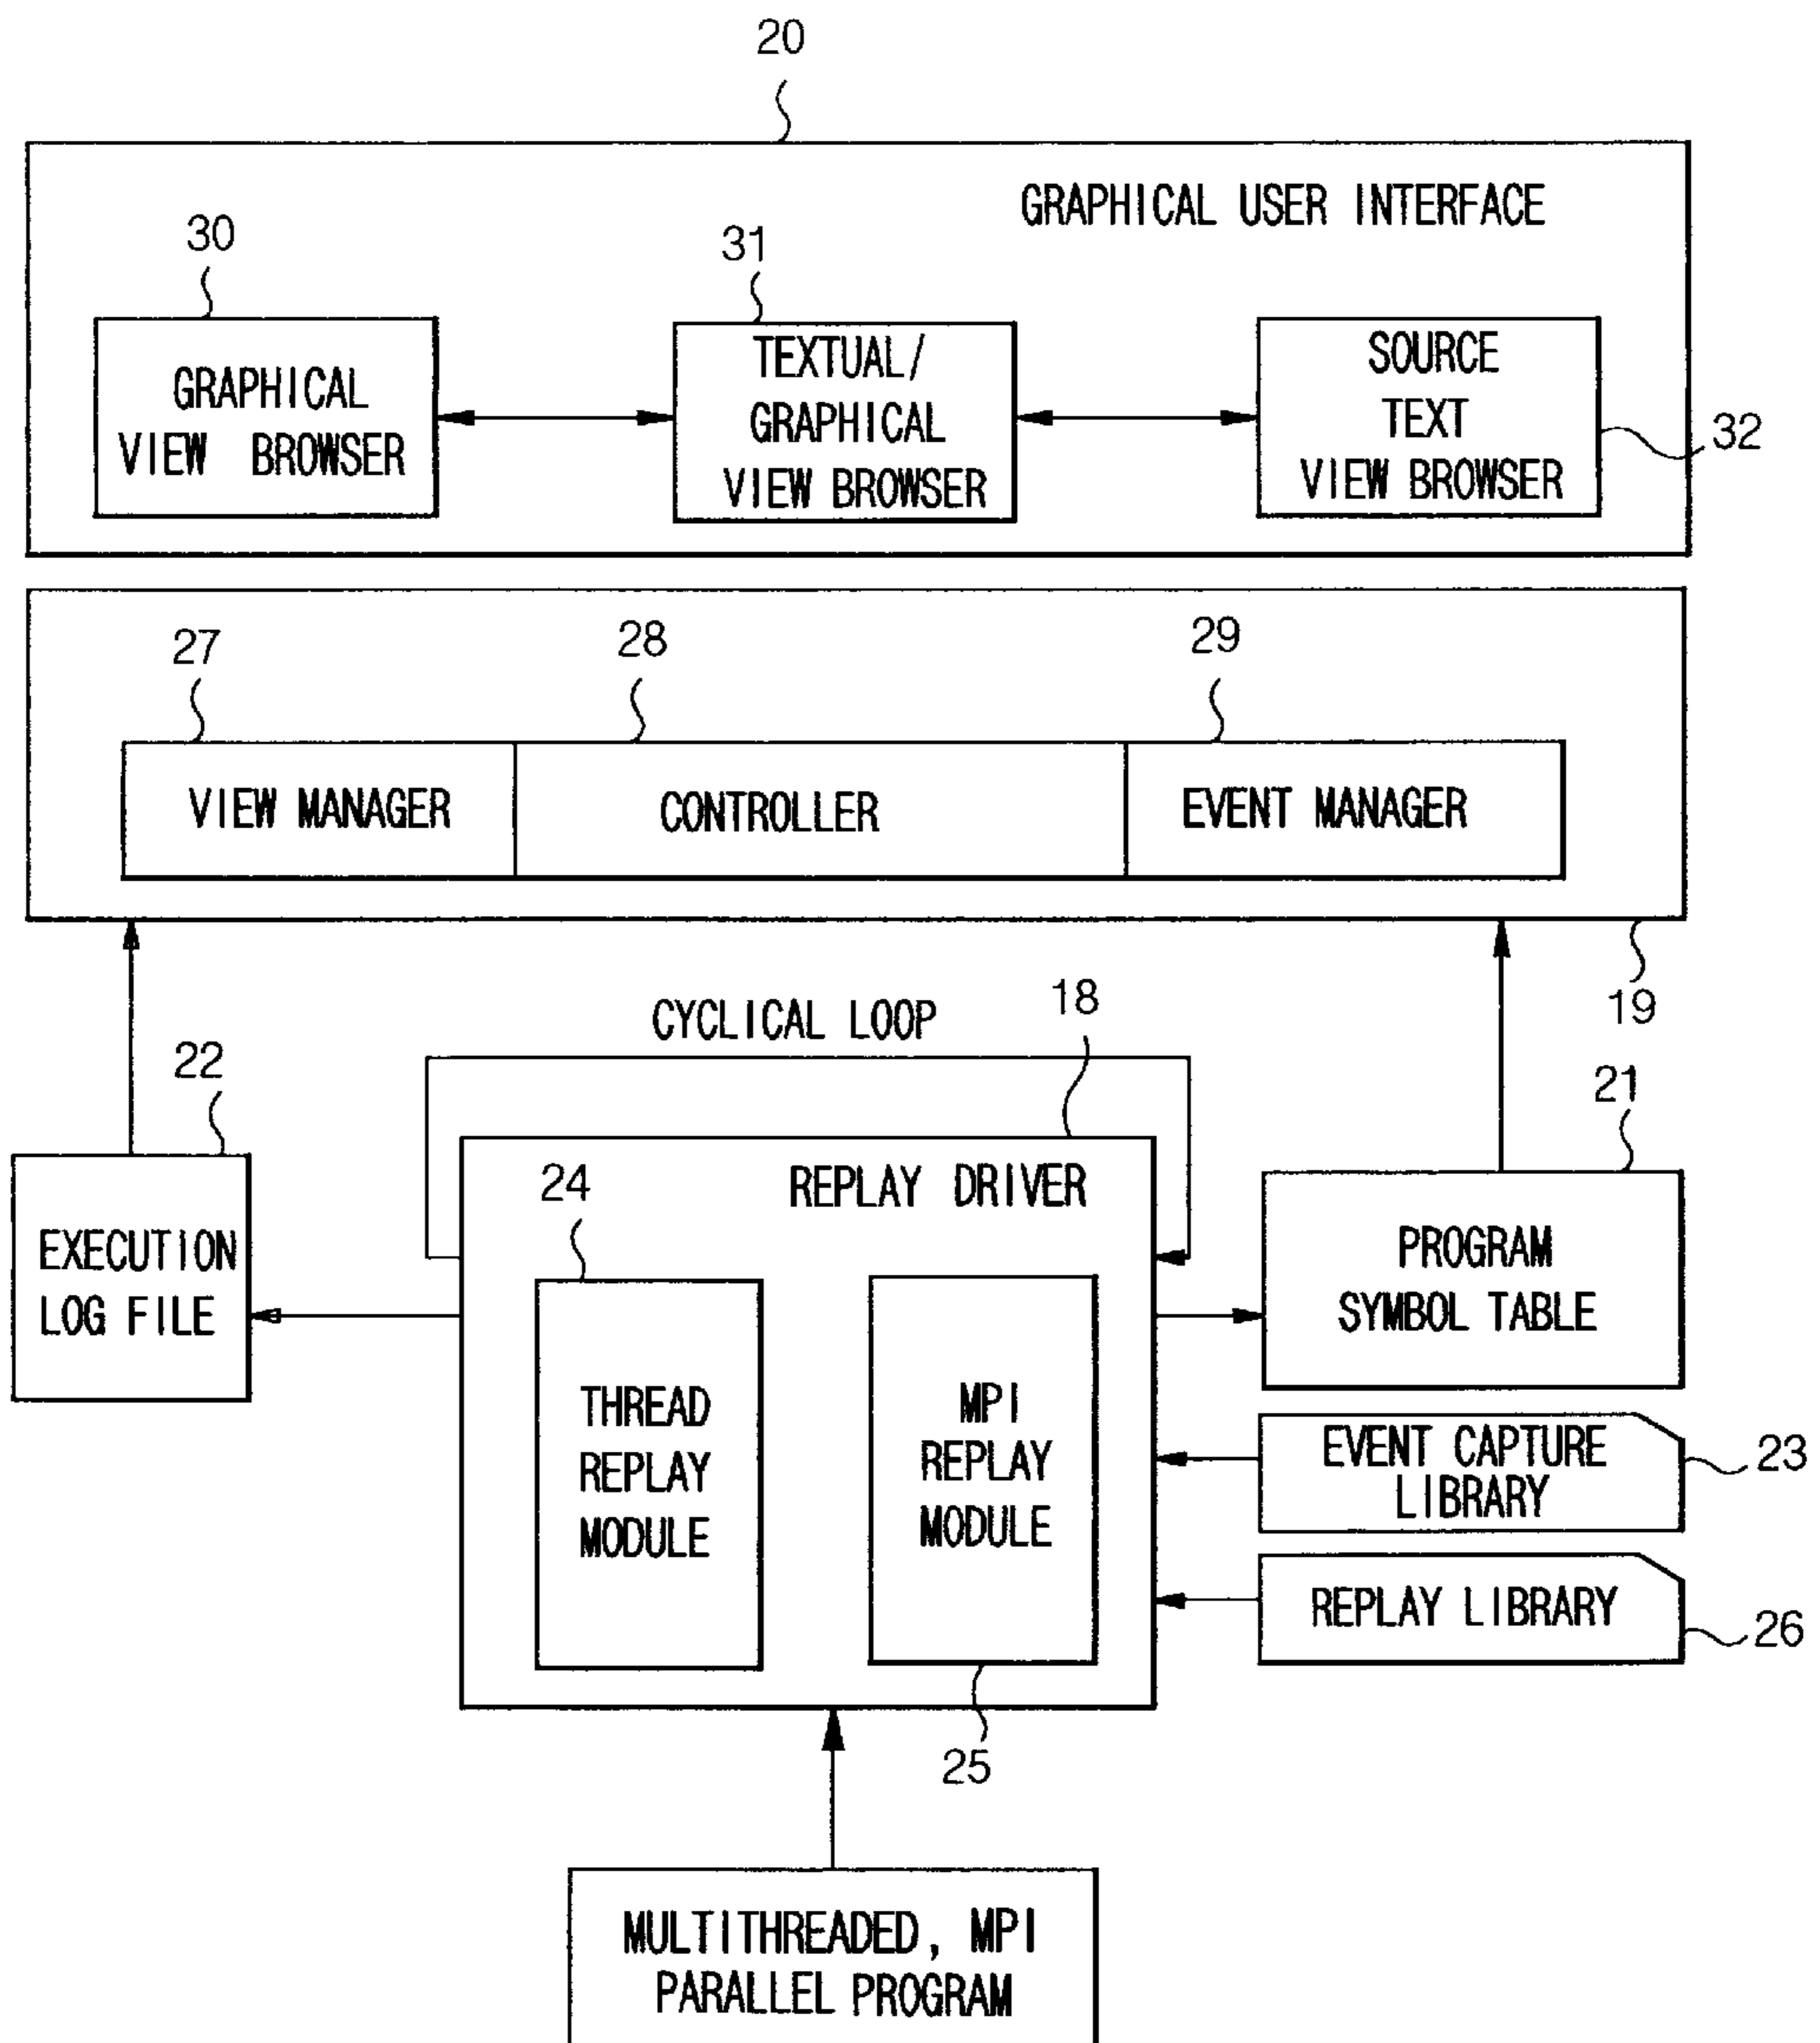 20
GRAPHICAL USER INTERFACE
30
31
GRAPHICAL
VIEW BROWSER
TEXTUAL/
GRAPHICAL
VIEW BROWSER
SOURCE
TEXT
VIEW BROWSER
32
27
28
29
VIEW MANAGER
CONTROLLER
EVENT MANAGER
19
CYCLICAL LOOP
18
22
21
EXECUTION
LOG FILE
REPLAY DRIVER
24
THREAD
REPLAY
MODULE
MPI
REPLAY
MODULE
25
PROGRAM
SYMBOL TABLE
EVENT CAPTURE
LIBRARY
23
REPLAY LIBRARY
26
MULTITHREADED, MPI
PARALLEL PROGRAM